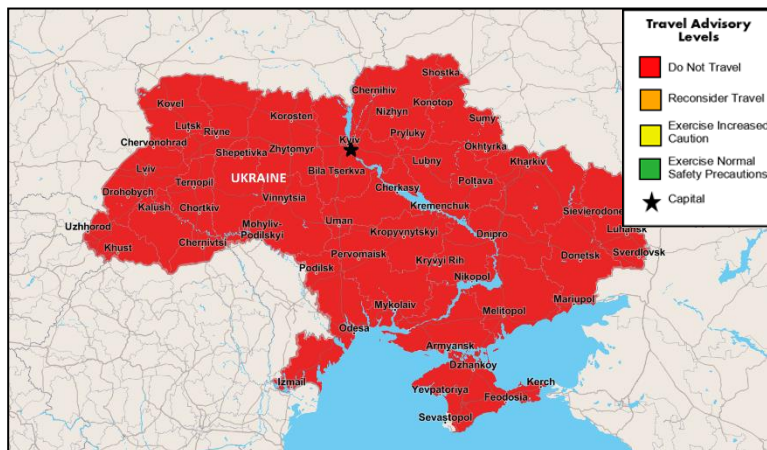 Travel Advisory
Levels
Do Not Travel
Reconsider Travel
Exercise Increased
Caution
Exercise Normal
Safety Precautions
Capital
Shostka
Chernihiv
Kovel
Konotop
Nizhyn
Korosten
Sumy
Lutsk
Rivne
Kyiv
Pryluky
Chervonohrad
Okhtyrka
Shepetivka
Zhytomyr
Lubny
Kharkiv
Lviv
Bila Tserkva
UKRAINE
Ternopil
Poltava
Drohobych
Cherkasy
Vinnytsia
Kalush
Chortkiv
Kremenchuk
Sievierodone
Uman
Uzhhorod
Mohyliv-
Podilskyi
Luhansk
Kropyvnytskyi
Dnipro
Khust
Chernivtsi
Pervomaisk
Donetsk
Sverdlovsk
Kryvyi Rih
Podilsk
Nikopol
Mariupol
Mykolaiv
Melitopol
Odesa
Armyansk
Dzhankoy
Izmail
Yevpatoriya
Kerch
Feodosia
Sevastopol